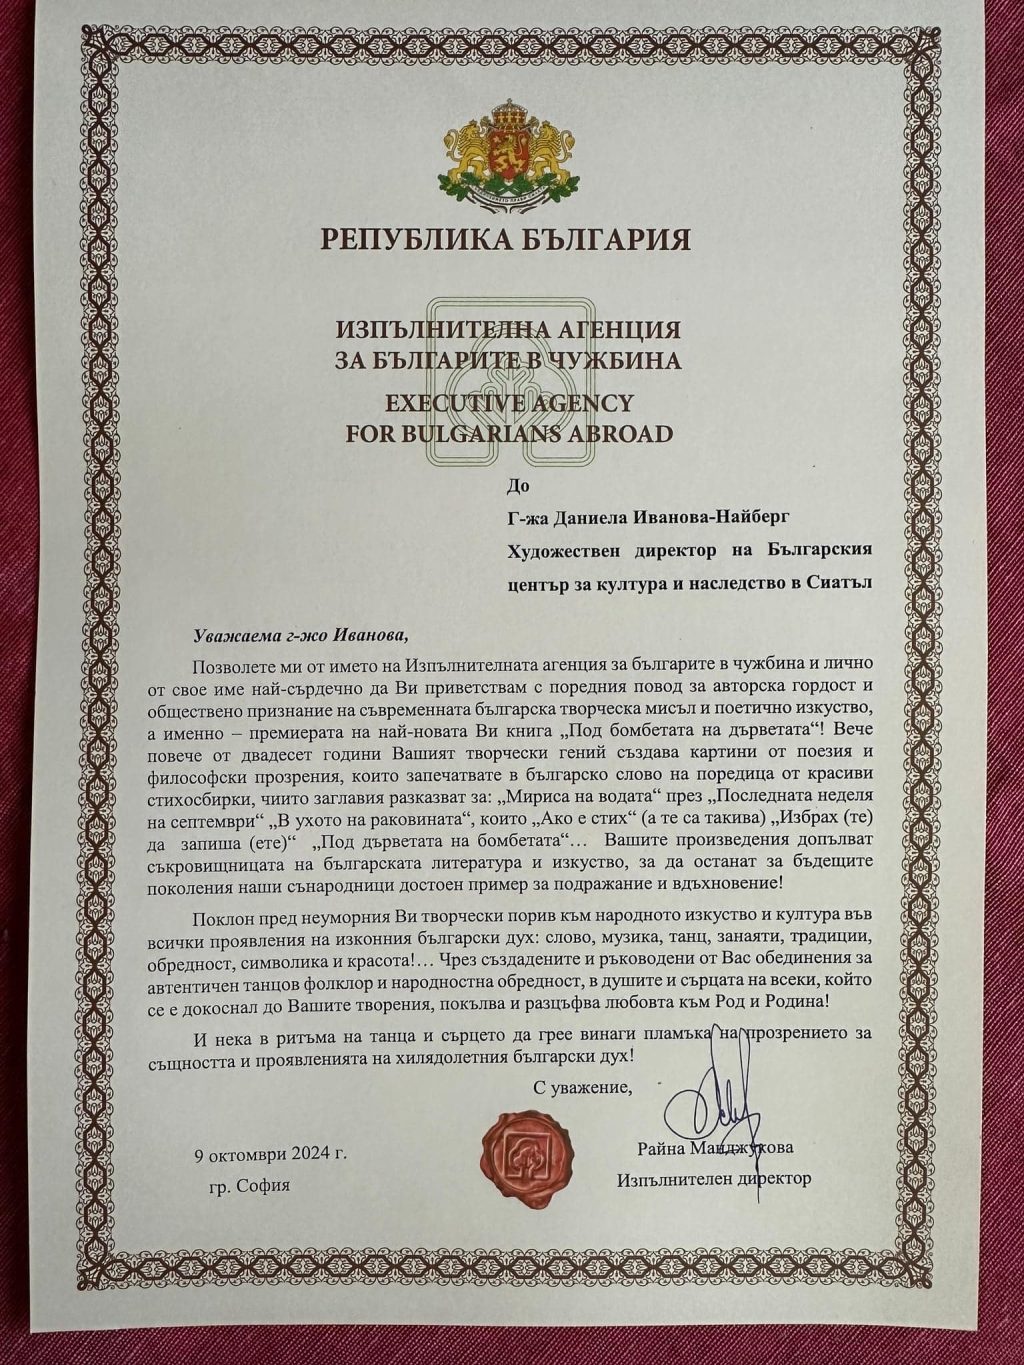 РЕПУБЛИКА БЪЛГАРИЯ
ИЗПЪЛНИТЕЛНА АГЕНЦИЯ
ЗА БЪЛГАРИТЕ В ЧУЖБИНА
EXECUTIVE AGENCY
FOR BULGARIANS ABROAD
До
Г-жа Даниела Иванова-Найберг
Художествен директор на Българския
център за култура и наследство в Сиатъл
Уважаема г-жо Иванова,
Позволете ми от името на Изпълнителната агенция за българите в чужбина и лично
от свое име най-сърдечно да Ви приветствам с поредния повод за авторска гордост и
обществено признание на съвременната българска творческа мисъл и поетично изкуство,
а именно – премиерата на най-новата Ви книга „Под бомбетата на дърветата“! Вече
повече от двадесет години Вашият творчески гений създава картини от поезия и
философски прозрения, които запечатвате в българско слово на поредица от красиви
стихосбирки, чиито заглавия разказват за: „Мириса на водата“ през „Последната неделя
на септември“ „В ухото на раковината“, които „Ако е стих“ (а те са такива) „Избрах (те)
да запиша (ете)“ „Под дърветата на бомбетата“… Вашите произведения допълват
съкровищницата на българската литература и изкуство, за да останат за бъдещите
поколения наши сънародници достоен пример за подражание и вдъхновение!
Поклон пред неуморния Ви творчески порив към народното изкуство и култура във
всички проявления на изконния български дух: слово, музика, танц, занаяти, традиции,
обредност, символика и красота!… Чрез създадените и ръководени от Вас обединения за
автентичен танцов фолклор и народностна обредност, в душите и сърцата на всеки, който
се е докоснал до Вашите творения, покълва и разцъфва любовта към Род и Родина!
И нека в ритъма на танца и сърцето да грее винаги пламъка на прозрението за
същността и проявленията на хилядолетния български дух!
С уважение,
9 октомври 2024 г.
Райна Манджукова
гр. София
Изпълнителен директор